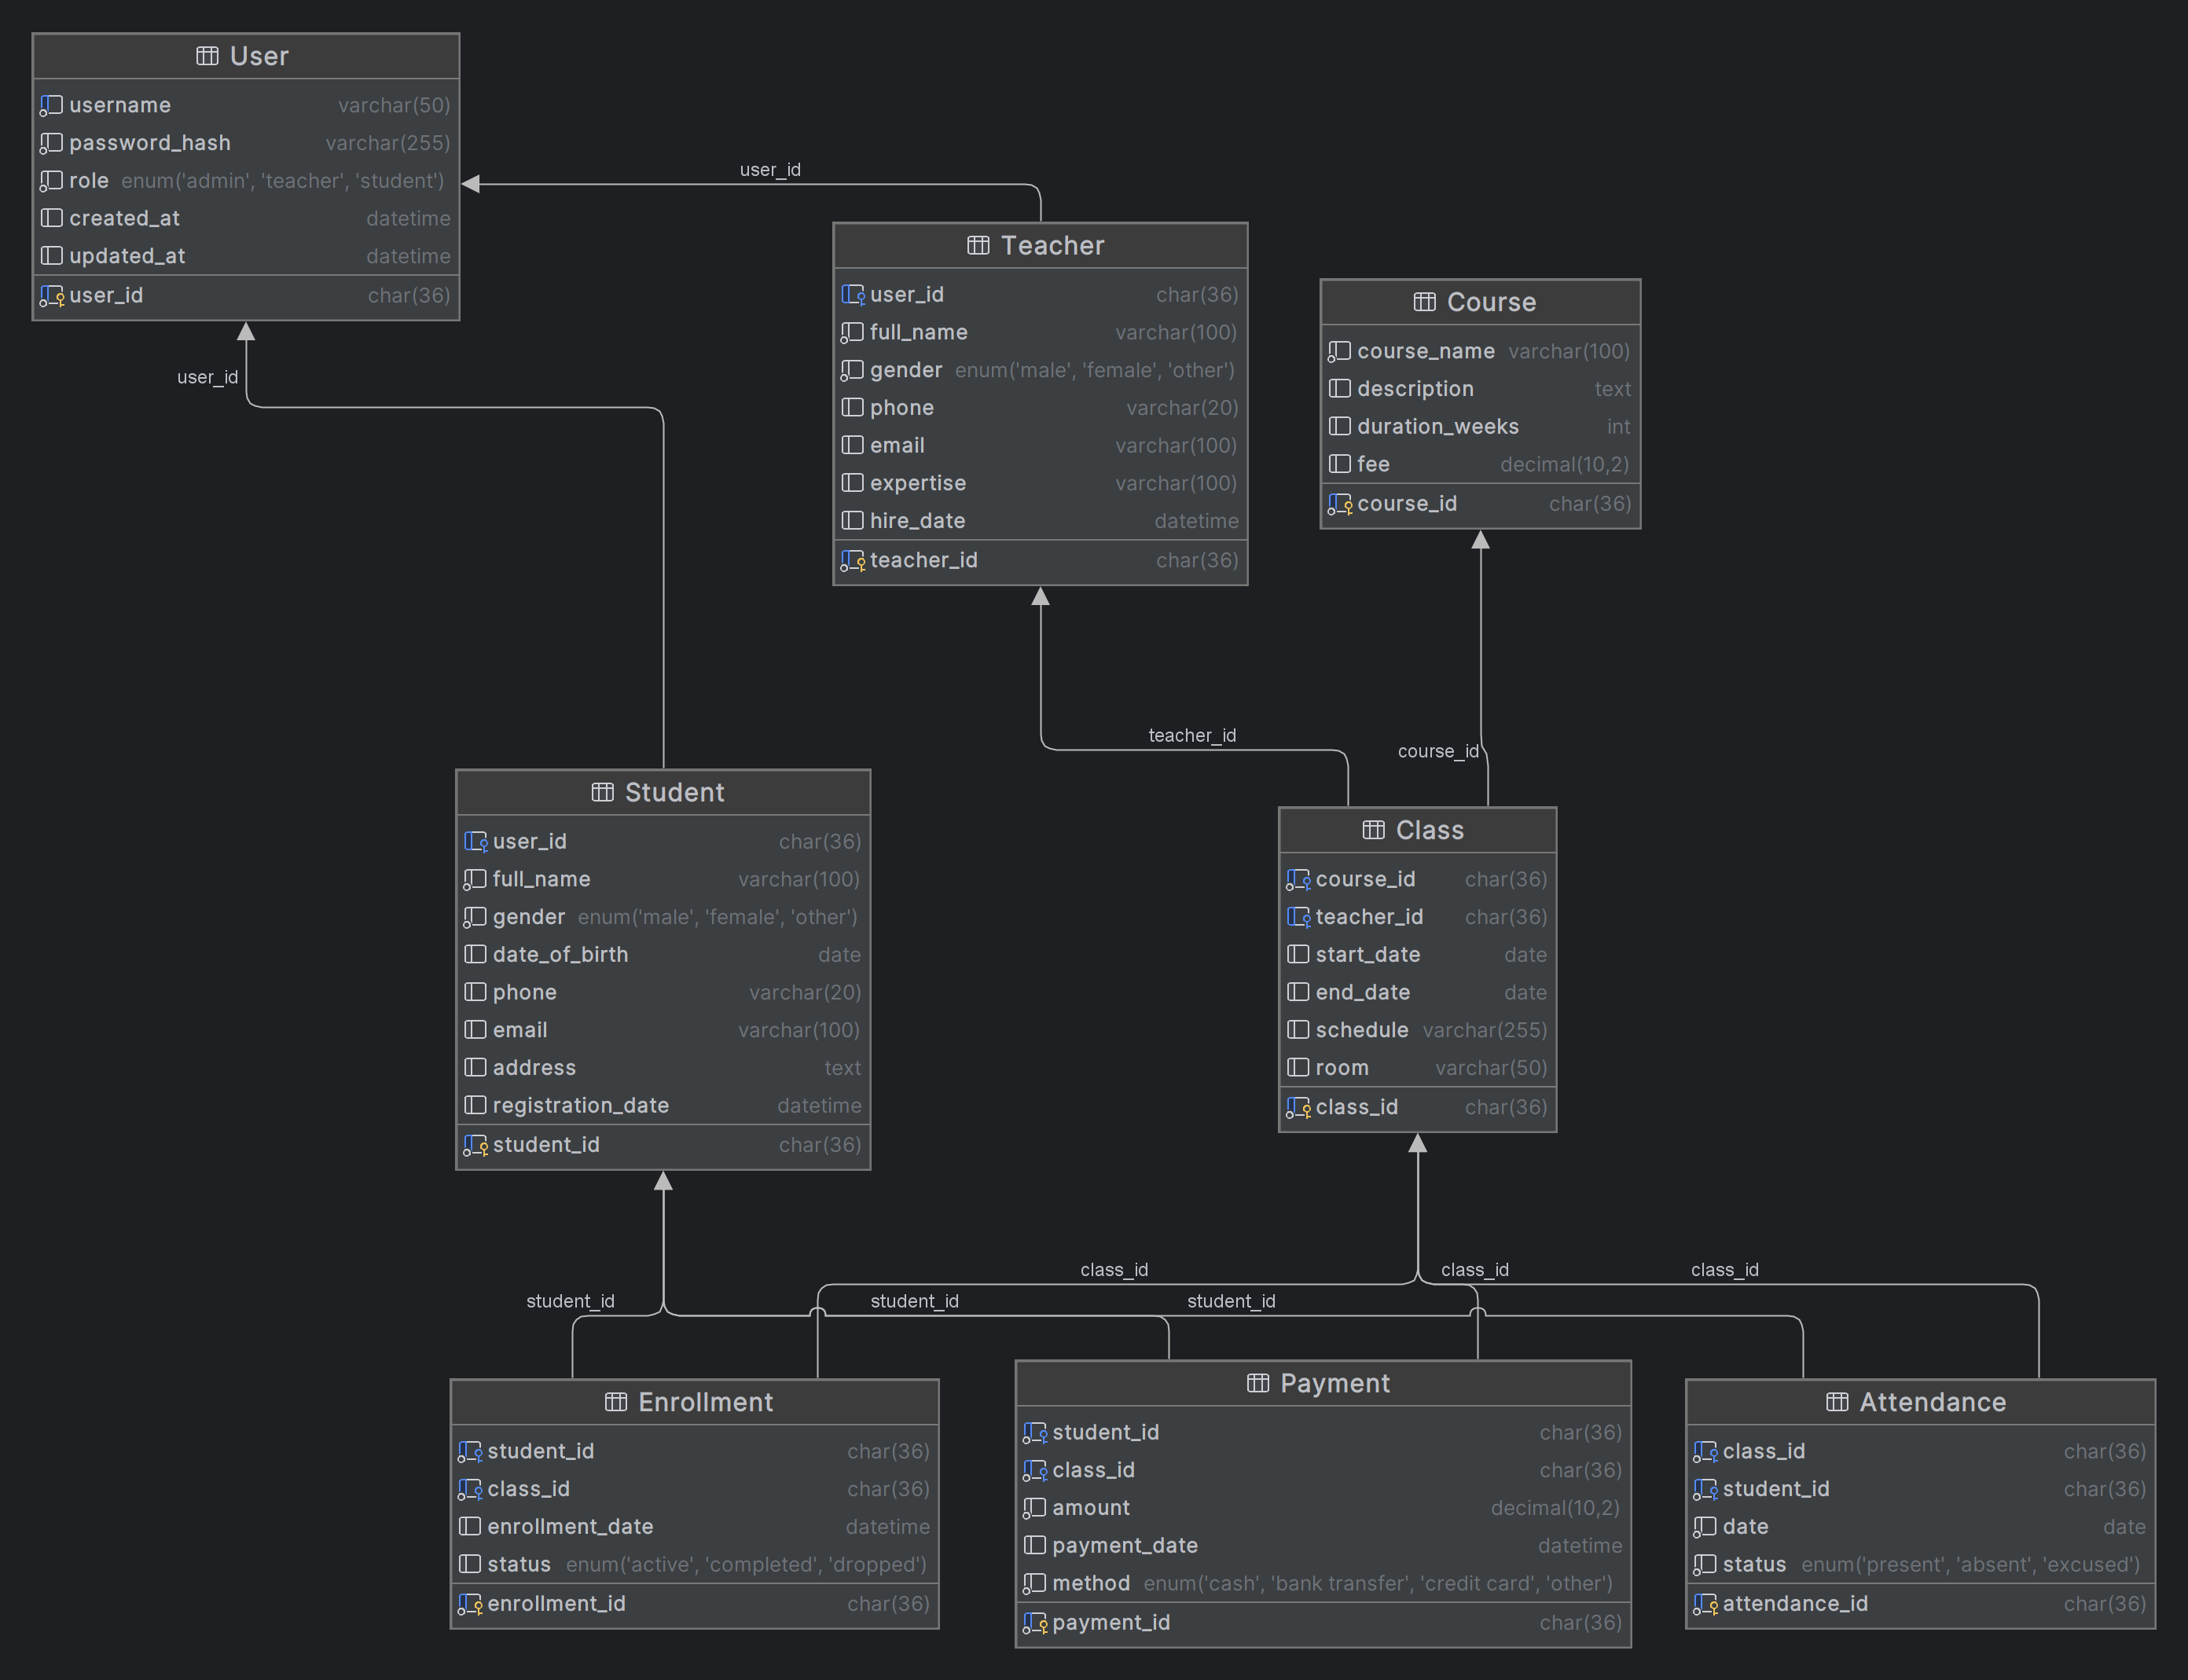 User
username varchar(50)
password_hash varchar(255)
role enum('admin', 'teacher', 'student')
created_at datetime
updated_at datetime
user_id char(36)
user_id
user_id
Teacher
user_id char(36)
full_name varchar(100)
gender enum('male', 'female', 'other')
phone varchar(20)
email varchar(100)
expertise varchar(100)
hire_date datetime
teacher_id char(36)
Course
course_name varchar(100)
description text
duration_weeks int
fee decimal(10,2)
course_id char(36)
teacher_id
course_id
Student
user_id char(36)
full_name varchar(100)
gender enum('male', 'female', 'other')
date_of_birth date
phone varchar(20)
email varchar(100)
address text
registration_date datetime
student_id char(36)
Class
course_id char(36)
teacher_id char(36)
start_date date
end_date date
schedule varchar(255)
room varchar(50)
class_id char(36)
class_id class_id class_id
student_id student_id student_id
Enrollment
student_id char(36)
class_id char(36)
enrollment_date datetime
status enum('active', 'completed', 'dropped')
enrollment_id char(36)
Payment
student_id char(36)
class_id char(36)
amount decimal(10,2)
payment_date datetime
method enum('cash', 'bank transfer', 'credit card', 'other')
payment_id char(36)
Attendance
class_id char(36)
student_id char(36)
date date
status enum('present', 'absent', 'excused')
attendance_id char(36)